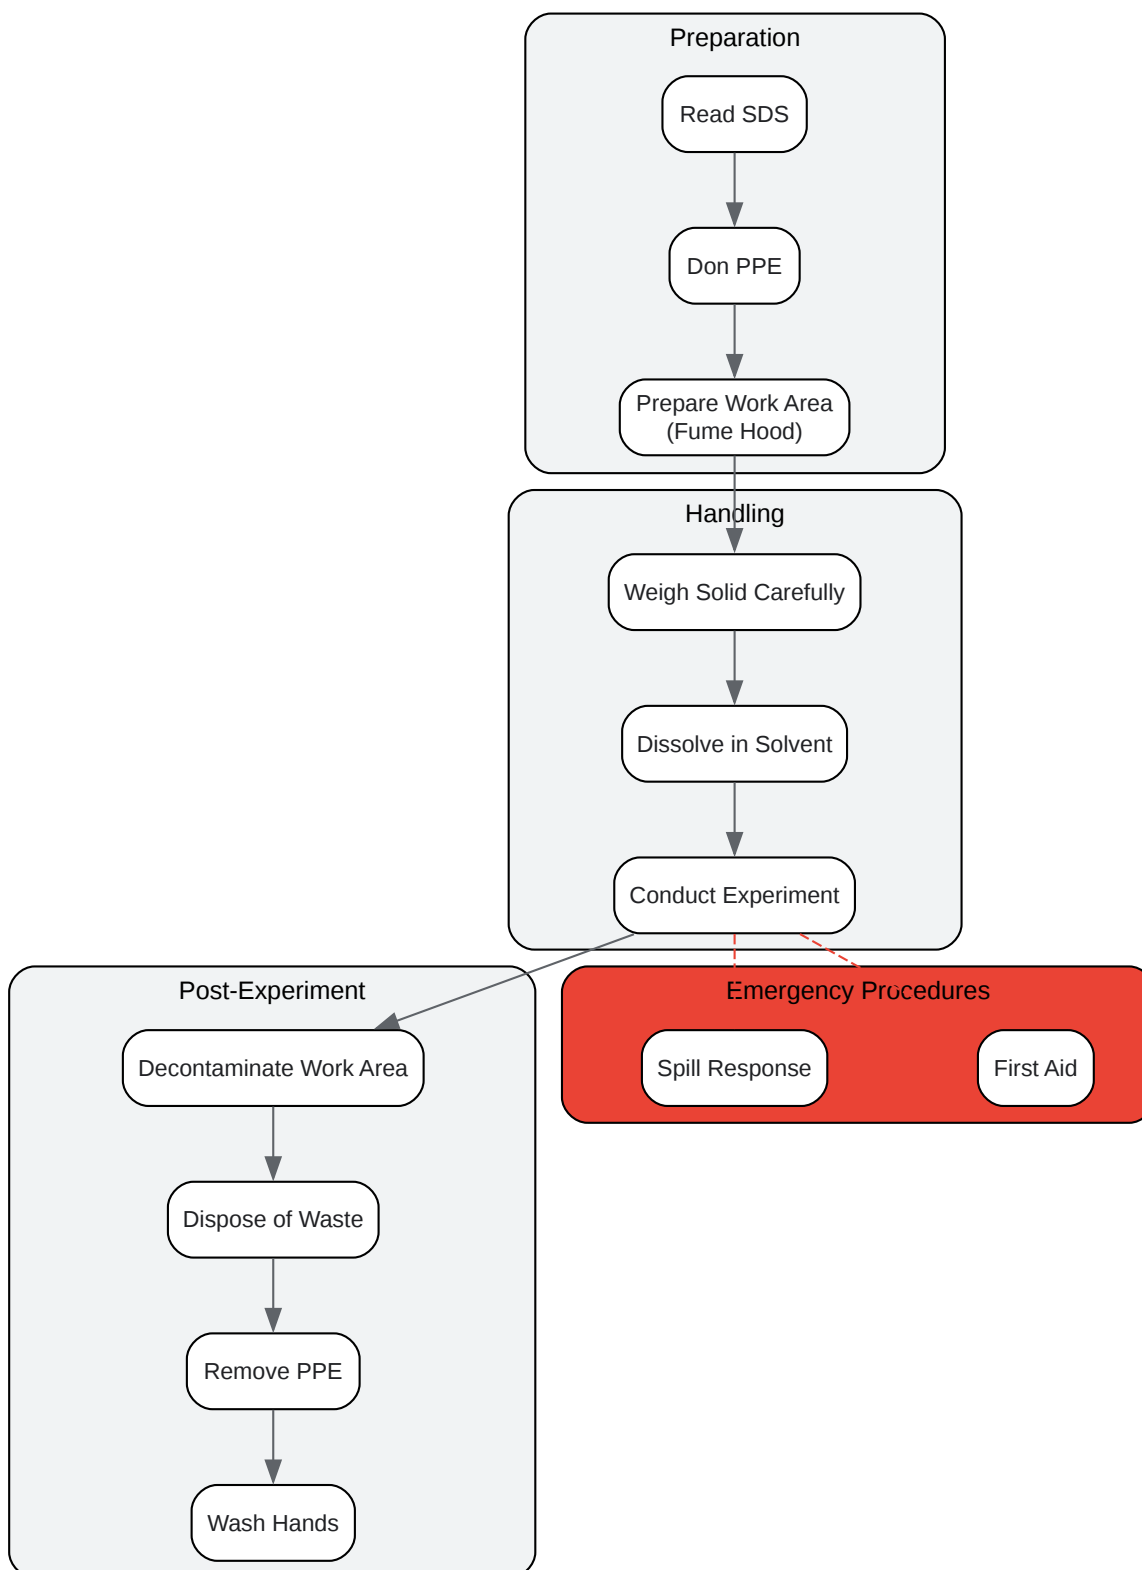 Preparation
Read SDS
Don PPE
Prepare Work Area
(Fume Hood)
Handling
Weigh Solid Carefully
Dissolve in Solvent
Conduct Experiment
Post-Experiment
Decontaminate Work Area
Dispose of Waste
Remove PPE
Wash Hands
Emergency Procedures
Spill Response
First Aid